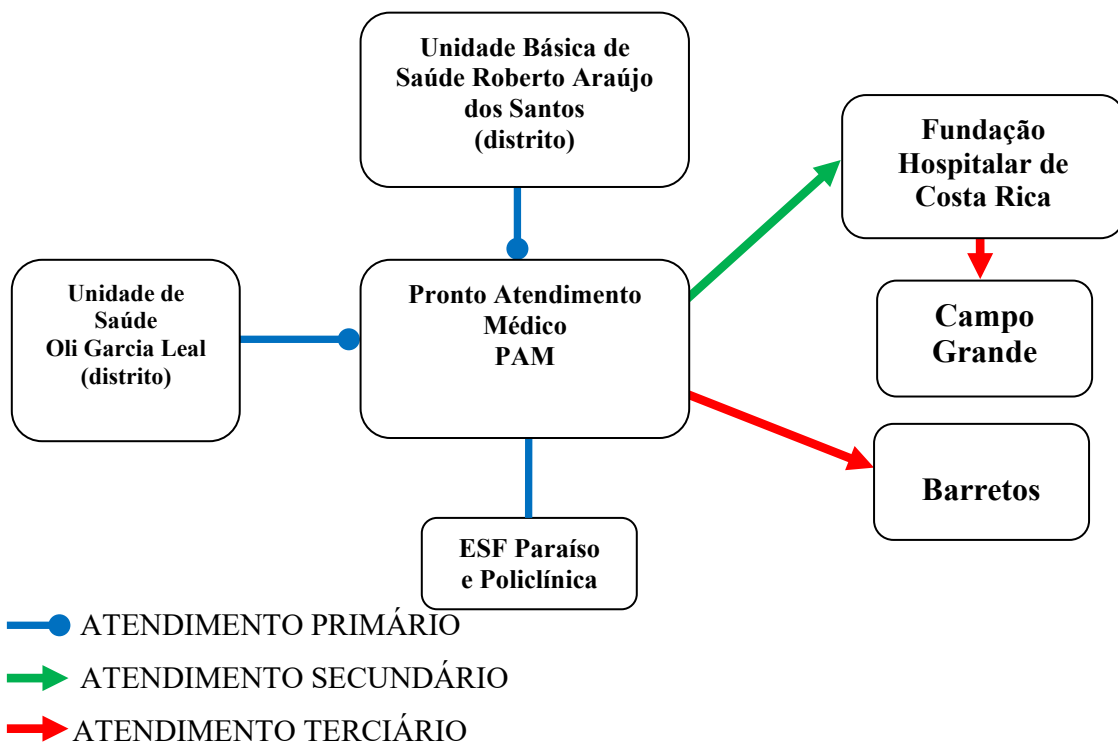 Unidade Básica de
Saúde Roberto Araújo
dos Santos
(distrito)
Fundação
Hospitalar de
Costa Rica
Unidade de
Saúde
Oli Garcia Leal
(distrito)
Pronto Atendimento
Médico
PAM
Campo
Grande
Barretos
ESF Paraíso
e Policlínica
ATENDIMENTO PRIMÁRIO
ATENDIMENTO SECUNDÁRIO
ATENDIMENTO TERCIÁRIO